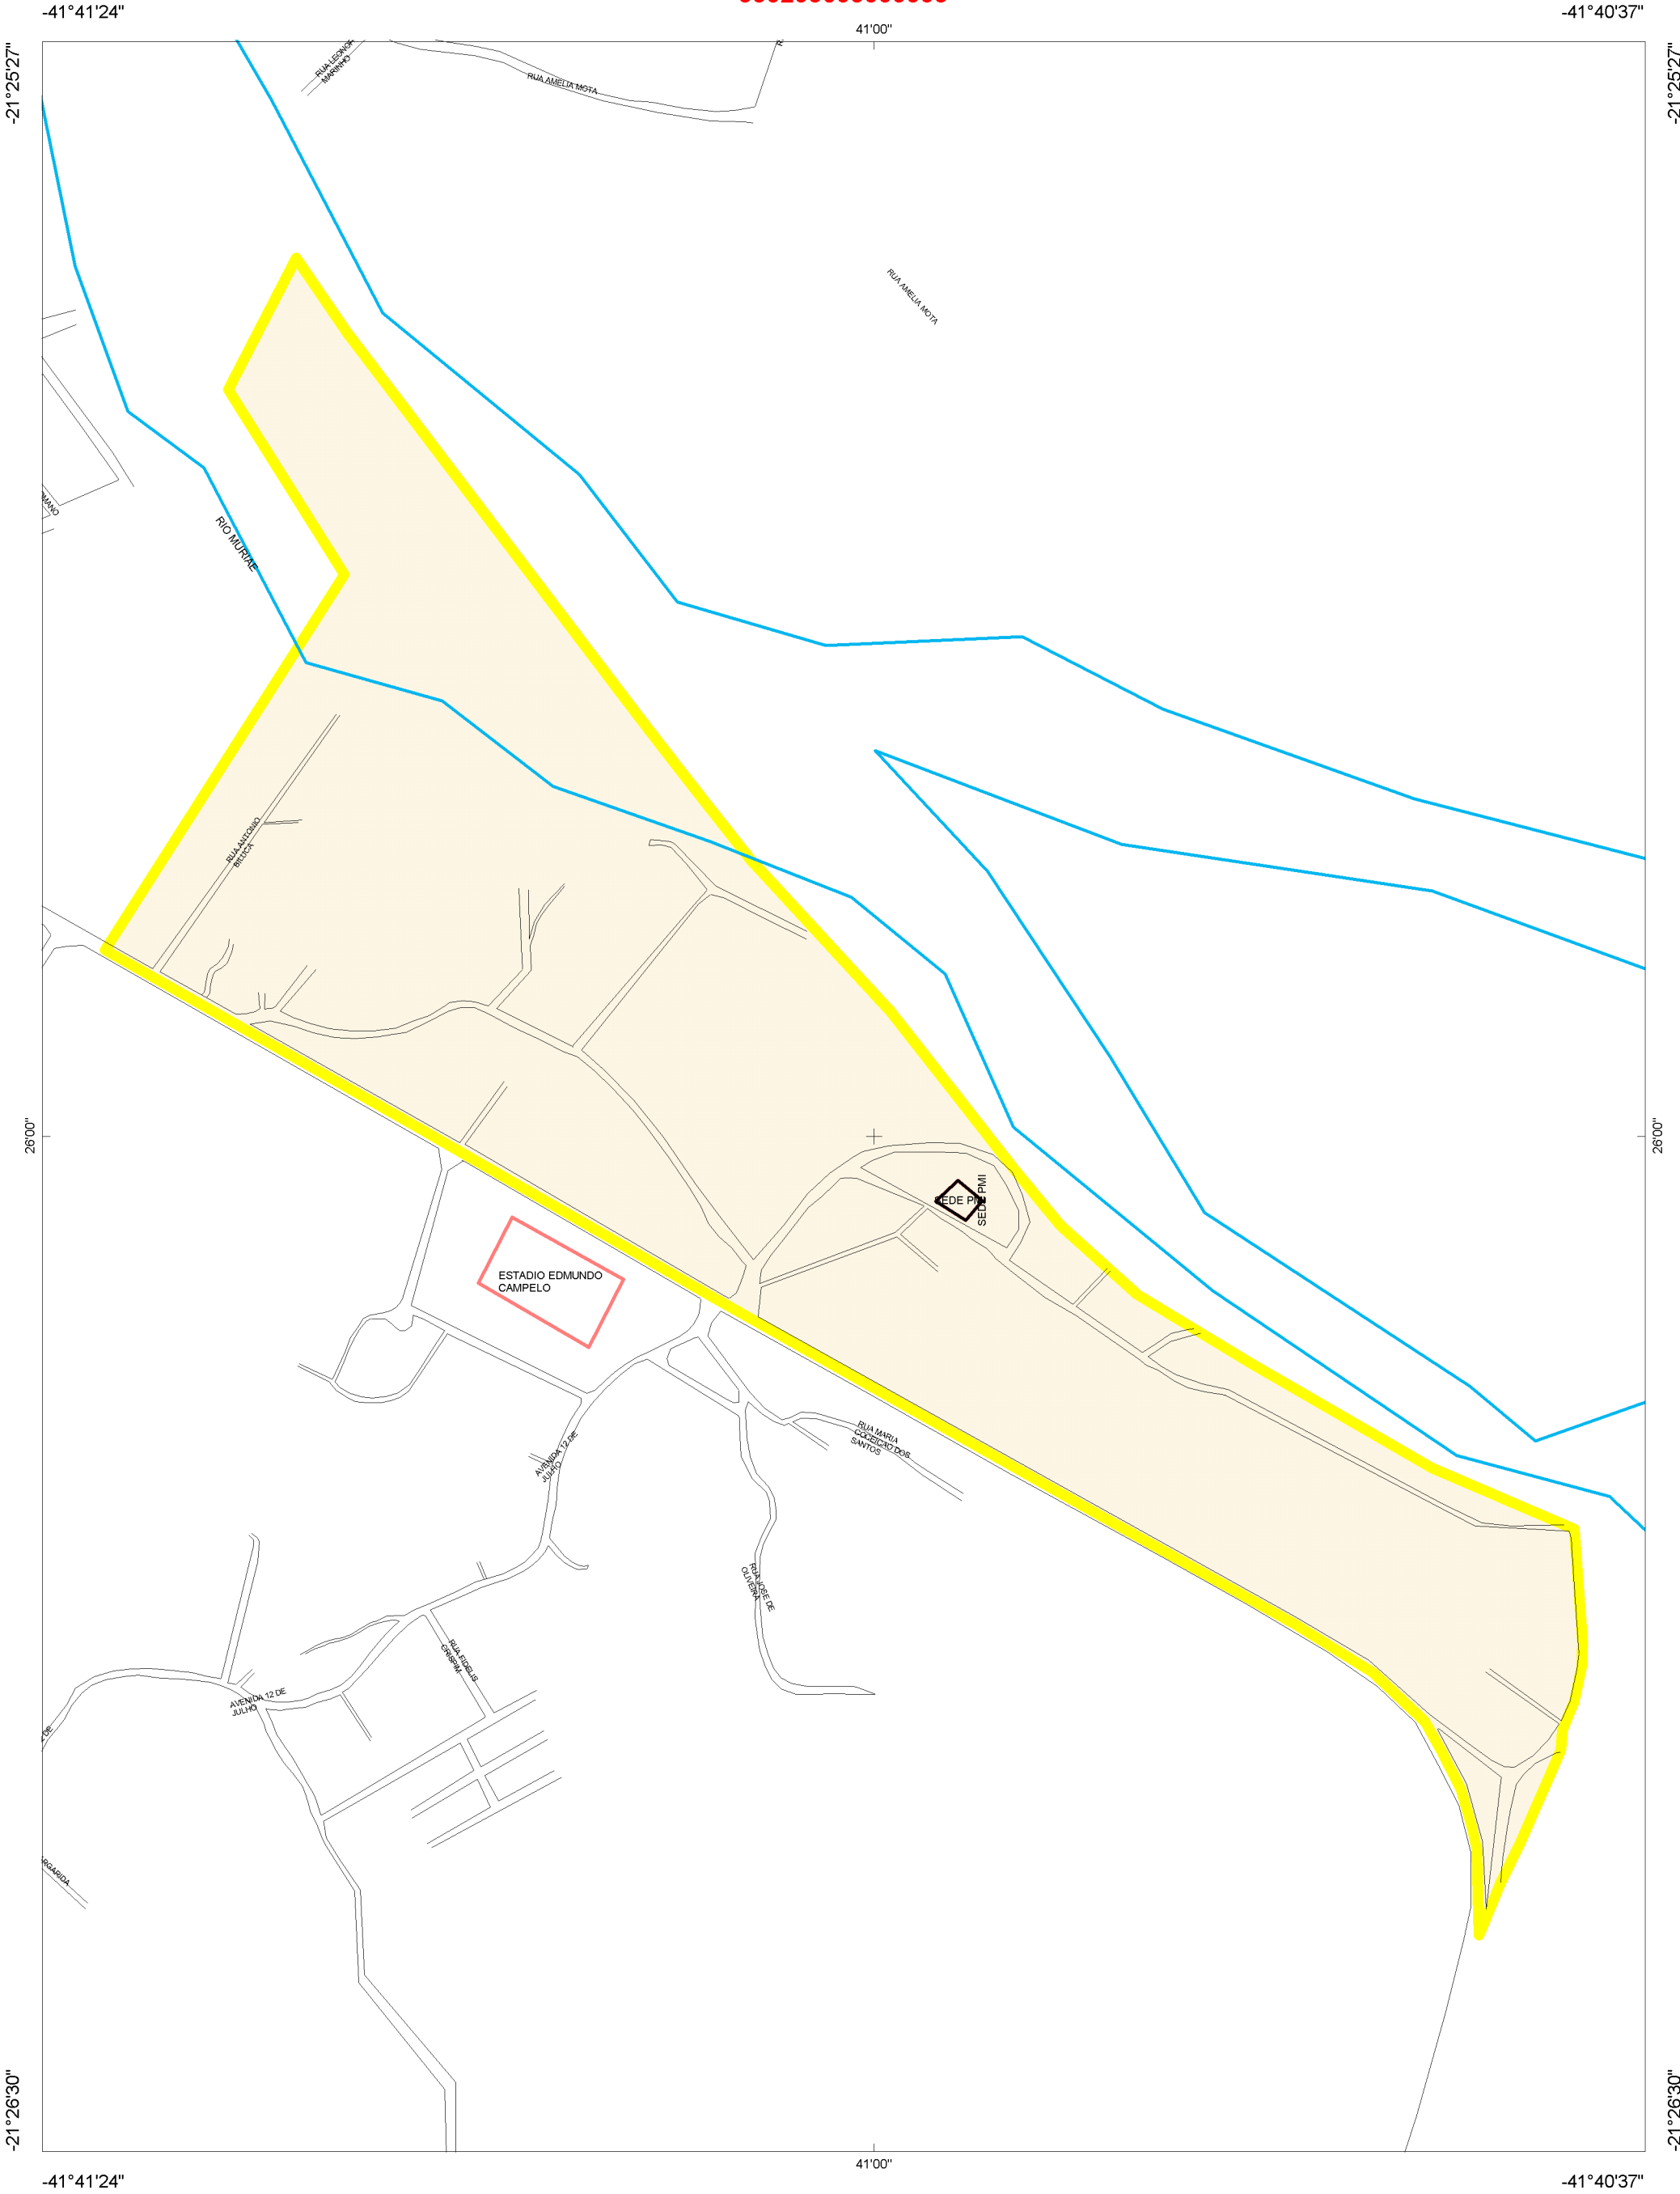 -41°41'24"
-41°40'37"
41'00"
-21°25'27"
-21°25'27"
RUA LEONOR
MARINHO
RUA AMELIA MOTA
RUA AMELIA MOTA
RIO MURIAE
RUA ANTONIO
BILUCA
26'00"
26'00"
SEDE PMI
SEDE PMI
ESTADIO EDMUNDO
CAMPELO
RUA MARIA
COCEICAO DOS
SANTOS
AVENIDA 12 DE
JULHO
RUA JOSE DE
OLIVEIRA
RUA FIDELIS
CRISPIM
AVENIDA 12 DE
JULHO
-21°26'30"
-21°26'30"
41'00"
-41°41'24"
-41°40'37"